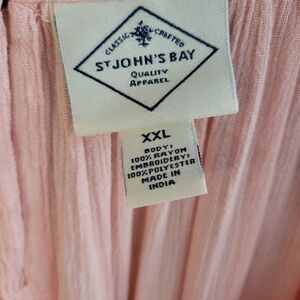 CLASSIC & CRAFTED
ST JOHN'S BAY
QUALITY
APPAREL
XXL
BODY:
100% RAYON
EMBROIDERY:
100% POLYESTER
MADE IN
INDIA